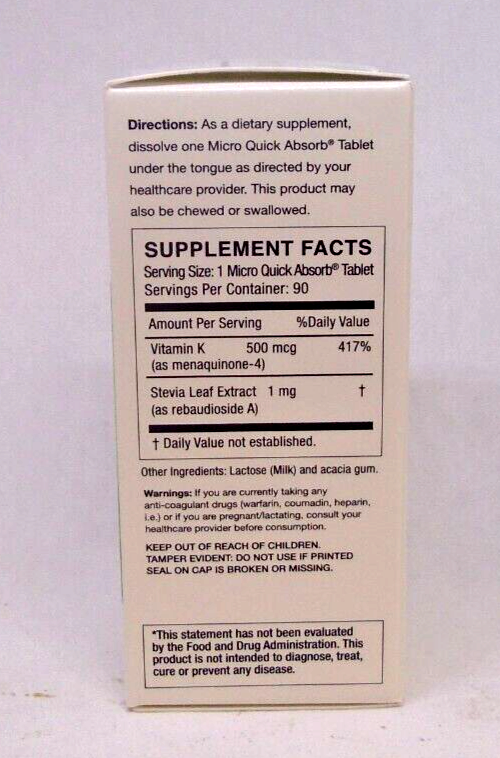 Directions: As a dietary supplement,
dissolve one Micro Quick Absorb® Tablet
under the tongue as directed by your
healthcare provider. This product may
also be chewed or swallowed.
SUPPLEMENT FACTS
Serving Size: 1 Micro Quick Absorb® Tablet
Servings Per Container: 90
Amount Per Serving %Daily Value
Vitamin K 500 mcg 417%
(as menaquinone-4)
Stevia Leaf Extract 1 mg †
(as rebaudioside A)
† Daily Value not established.
Other Ingredients: Lactose (Milk) and acacia gum.
Warnings: If you are currently taking any
anti-coagulant drugs (warfarin, coumadin, heparin,
i.e.) or if you are pregnant/lactating, consult your
healthcare provider before consumption.
KEEP OUT OF REACH OF CHILDREN.
TAMPER EVIDENT: DO NOT USE IF PRINTED
SEAL ON CAP IS BROKEN OR MISSING.
*This statement has not been evaluated
by the Food and Drug Administration. This
product is not intended to diagnose, treat,
cure or prevent any disease.